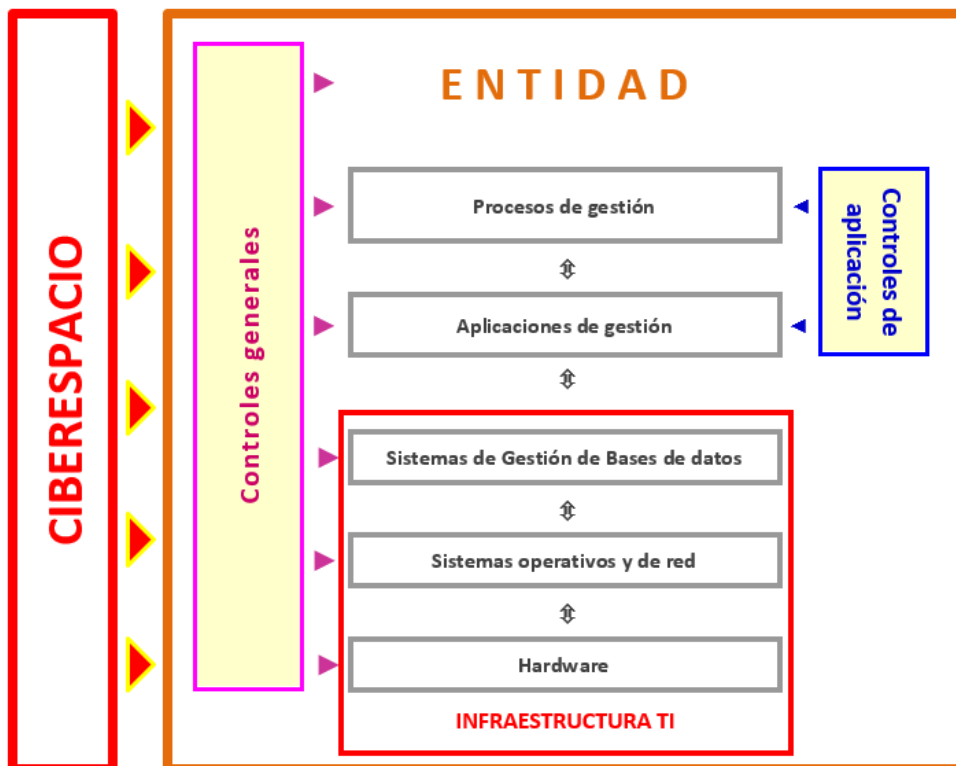 CIBERESPACIO
Controles generales
ENTIDAD
Procesos de gestión
Controles de
aplicación
Aplicaciones de gestión
Sistemas de Gestión de Bases de datos
Sistemas operativos y de red
Hardware
INFRAESTRUCTURA TI